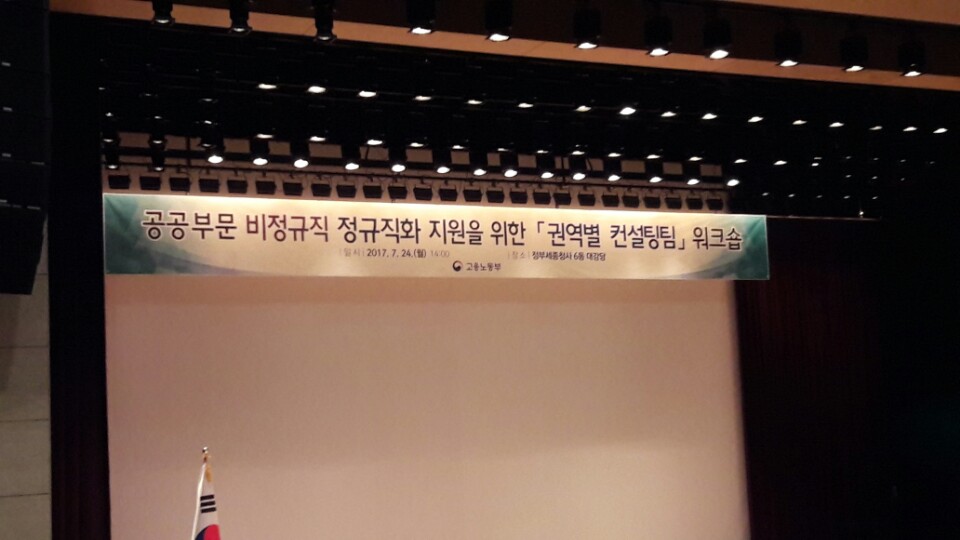 공공부문 비정규직 정규직화 지원을 위한 「권역별 컨설팅팀」 워크숍
일시 2017. 7. 24.(월) 14:00 장소 정부세종청사 6동 대강당
고용노동부